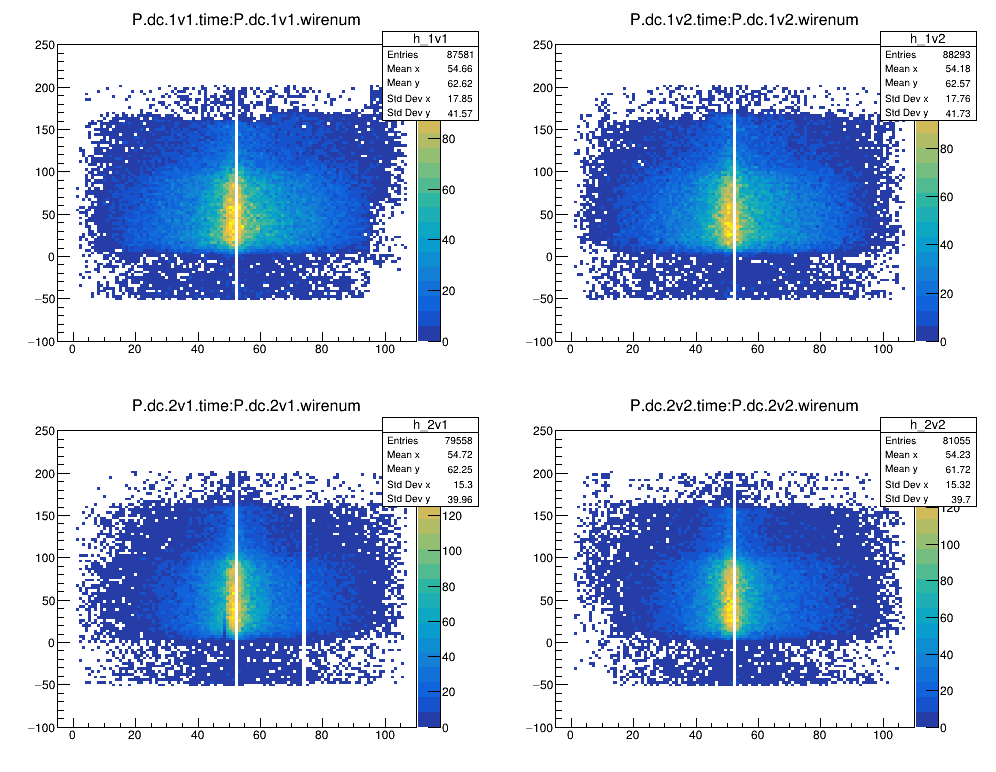 P.dc.1v1.time:P.dc.1v1.wirenum
h_1v1
Entries 87581
Mean x 54.66
Mean y 62.62
Std Dev x 17.85
Std Dev y 41.57
250
200
150
100
50
0
−50
−100
0 20 40 60 80 100
80
60
40
20
0
P.dc.1v2.time:P.dc.1v2.wirenum
h_1v2
Entries 88293
Mean x 54.18
Mean y 62.57
Std Dev x 17.76
Std Dev y 41.73
250
200
150
100
50
0
−50
−100
0 20 40 60 80 100
80
60
40
20
0
P.dc.2v1.time:P.dc.2v1.wirenum
h_2v1
Entries 79558
Mean x 54.72
Mean y 62.25
Std Dev x 15.3
Std Dev y 39.96
250
200
150
100
50
0
−50
−100
0 20 40 60 80 100
120
100
80
60
40
20
0
P.dc.2v2.time:P.dc.2v2.wirenum
h_2v2
Entries 81055
Mean x 54.23
Mean y 61.72
Std Dev x 15.32
Std Dev y 39.7
250
200
150
100
50
0
−50
−100
0 20 40 60 80 100
120
100
80
60
40
20
0